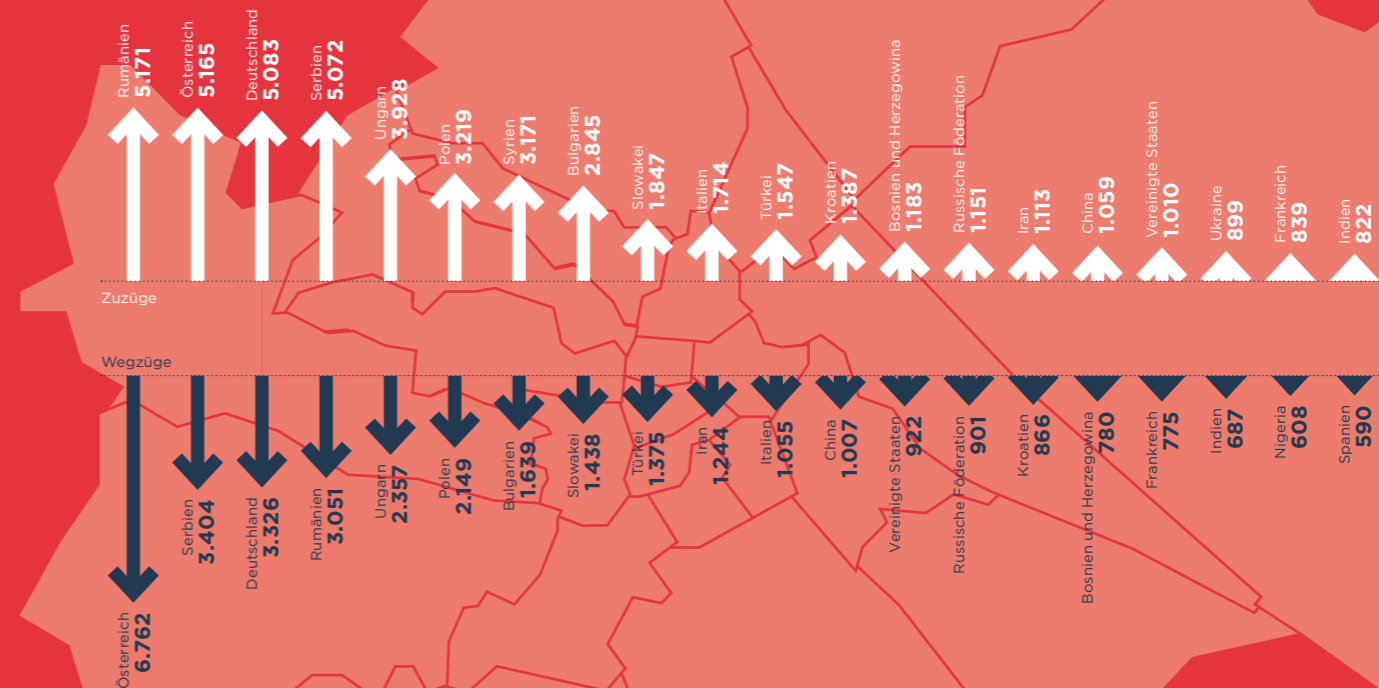 Rumänien
5.171
Österreich
5.165
Deutschland
5.083
Serbien
5.072
Ungarn
3.928
Polen
3.219
Syrien
3.171
Bulgarien
2.845
Slowakei
1.847
Italien
1.714
Türkei
1.547
Kroatien
1.387
Bosnien und Herzegowina
1.183
Russische Föderation
1.151
Iran
1.113
China
1.059
Vereinigte Staaten
1.010
Ukraine
899
Frankreich
839
Indien
822
Zuzüge
Wegzüge
Österreich
6.762
Serbien
3.404
Deutschland
3.326
Rumänien
3.051
Ungarn
2.357
Polen
2.149
Bulgarien
1.639
Slowakei
1.438
Türkei
1.375
Iran
1.244
Italien
1.055
China
1.007
Vereinigte Staaten
922
Russische Föderation
901
Kroatien
866
Bosnien und Herzegowina
780
Frankreich
775
Indien
687
Nigeria
608
Spanien
590